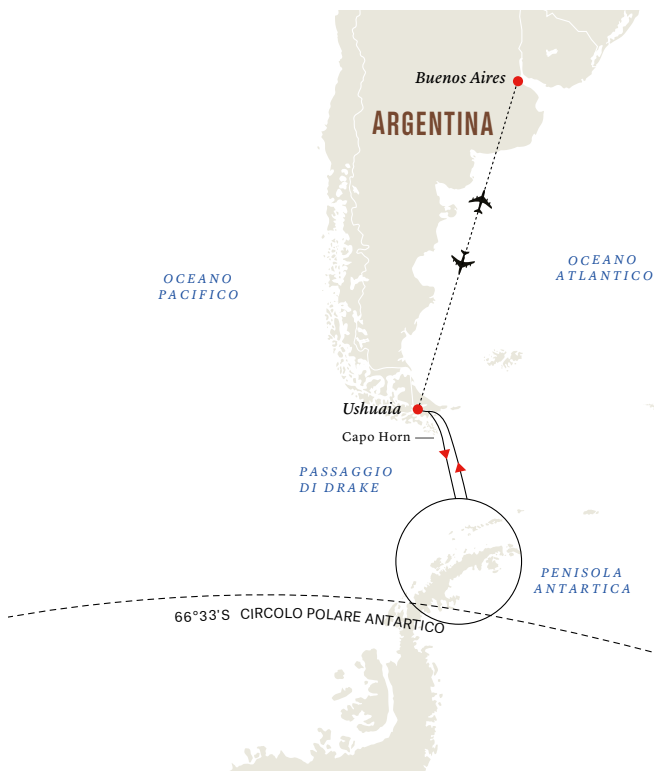 Buenos Aires
ARGENTINA
OCEANO
ATLANTICO
OCEANO
PACIFICO
Ushuaia
Capo Horn
PASSAGGIO
DI DRAKE
PENISOLA
ANTARTICA
66°33'S CIRCOLO POLARE ANTARTICO